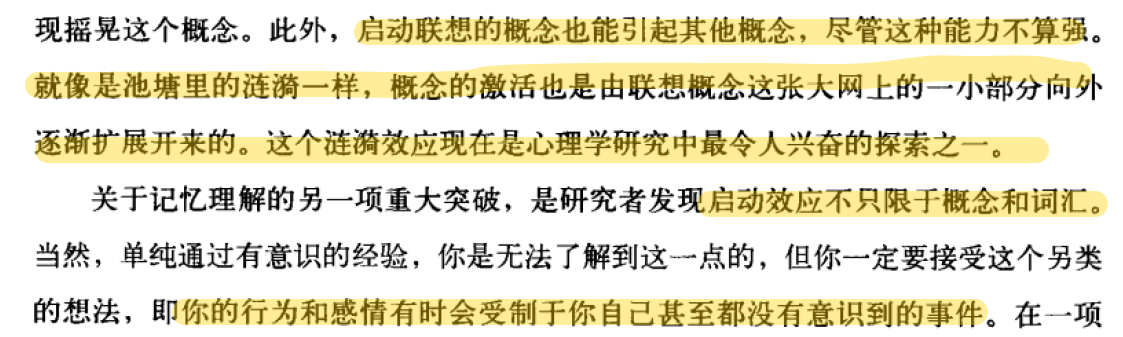 现摇晃这个概念。此外，启动联想的概念也能引起其他概念，尽管这种能力不算强。
就像是池塘里的涟漪一样，概念的激活也是由联想概念这张大网上的一小部分向外
逐渐扩展开来的。这个涟漪效应现在是心理学研究中最令人兴奋的探索之一。
关于记忆理解的另一项重大突破，是研究者发现启动效应不只限于概念和词汇。
当然，单纯通过有意识的经验，你是无法了解到这一点的，但你一定要接受这个另类
的想法，即你的行为和感情有时会受制于你自己甚至都没有意识到的事件。在一项